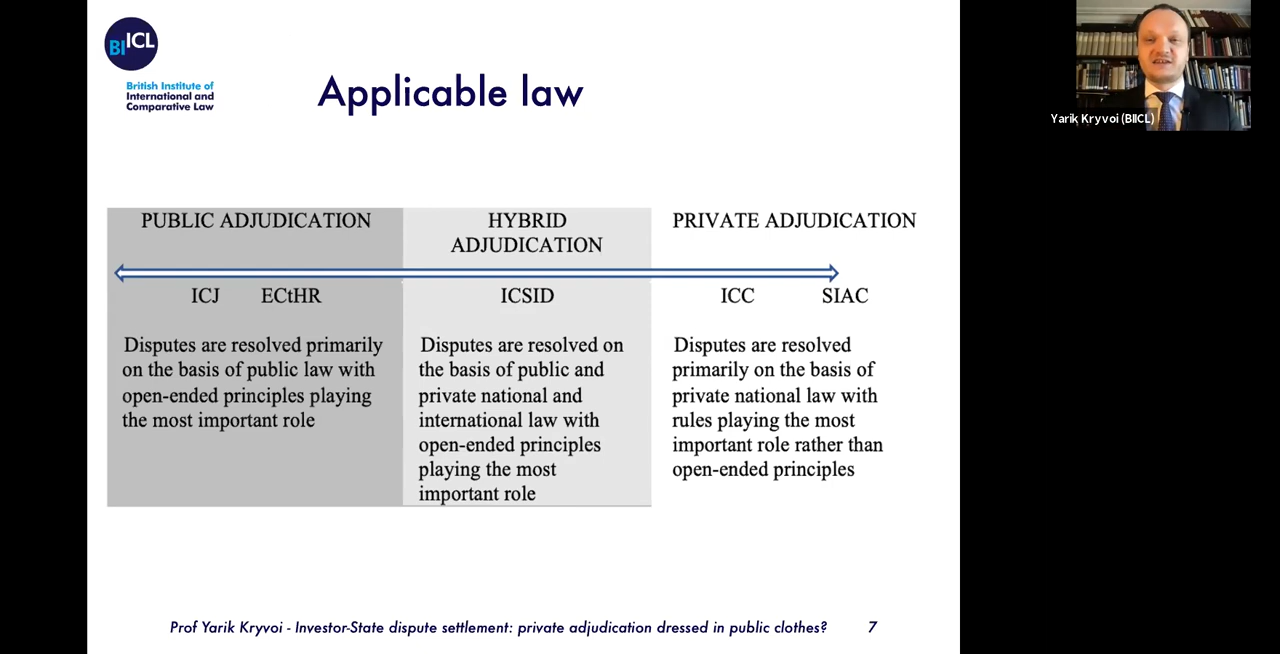 BIICL
British Institute of
International and
Comparative Law
Applicable law
Yarik Kryvoi (BIICL)
PUBLIC ADJUDICATION
HYBRID
ADJUDICATION
PRIVATE ADJUDICATION
ICJ ECtHR
ICSID
ICC SIAC
Disputes are resolved primarily
on the basis of public law with
open-ended principles playing
the most important role
Disputes are resolved on
the basis of public and
private national and
international law with
open-ended principles
playing the most
important role
Disputes are resolved
primarily on the basis of
private national law with
rules playing the most
important role rather than
open-ended principles
Prof Yarik Kryvoi - Investor-State dispute settlement: private adjudication dressed in public clothes? 7